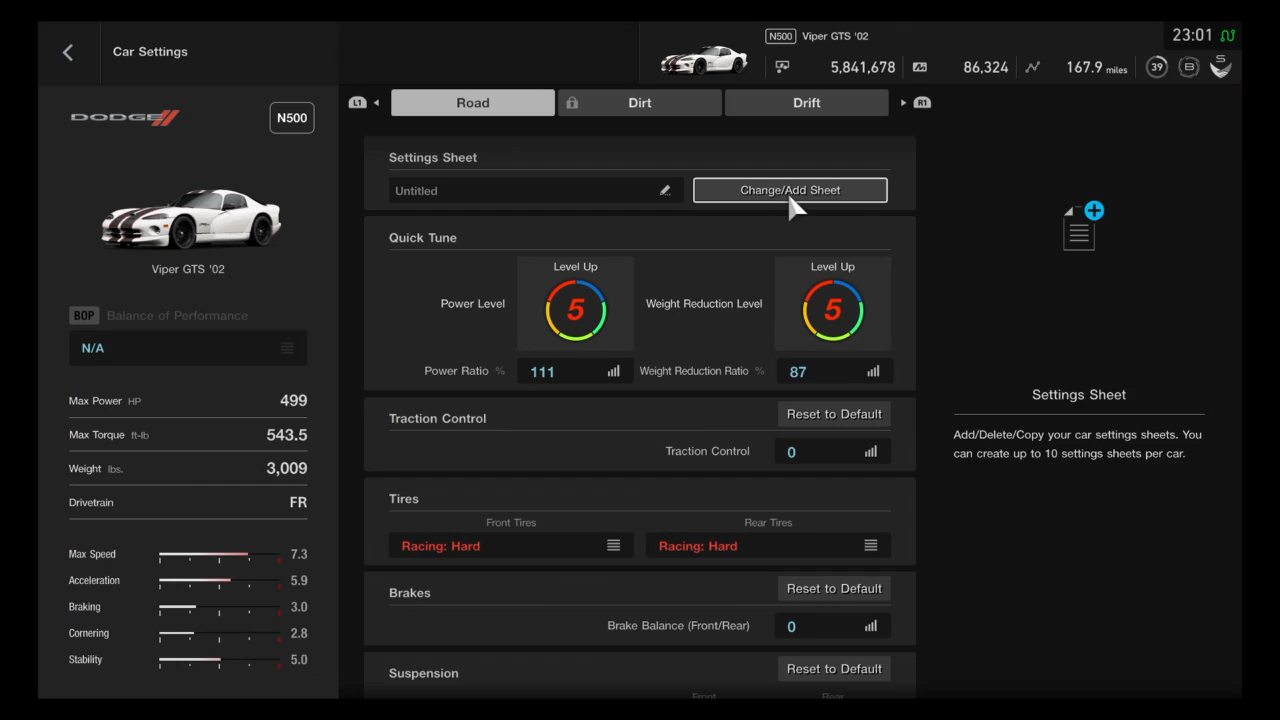 Car Settings
N500 Viper GTS '02
23:01
5,841,678
86,324
167.9 miles
39
B
S
DODGE
N500
Viper GTS '02
BOP Balance of Performance
N/A
Max Power HP 499
Max Torque ft-lb 543.5
Weight lbs. 3,009
Drivetrain FR
Max Speed 7.3
Acceleration 5.9
Braking 3.0
Cornering 2.8
Stability 5.0
L1 Road Dirt Drift R1
Settings Sheet
Untitled Change/Add Sheet
Quick Tune
Level Up Level Up
Power Level 5 Weight Reduction Level 5
Power Ratio % 111 Weight Reduction Ratio % 87
Traction Control Reset to Default
Traction Control 0
Tires
Front Tires Rear Tires
Racing: Hard Racing: Hard
Brakes Reset to Default
Brake Balance (Front/Rear) 0
Suspension Reset to Default
Front Rear
Settings Sheet
Add/Delete/Copy your car settings sheets. You
can create up to 10 settings sheets per car.